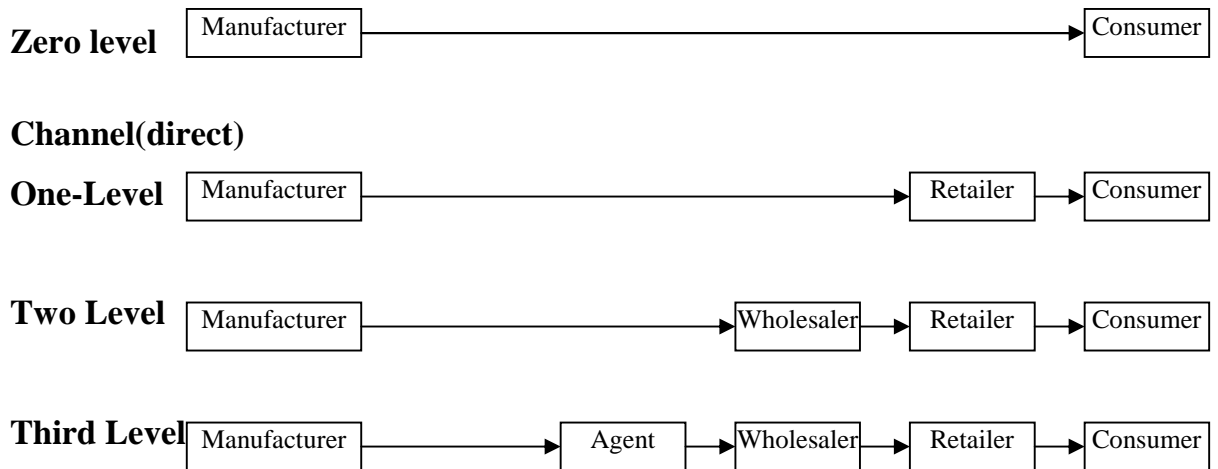 Zero level Manufacturer Consumer
Channel(direct)
One-Level Manufacturer Retailer Consumer
Two Level Manufacturer Wholesaler Retailer Consumer
Third Level Manufacturer Agent Wholesaler Retailer Consumer